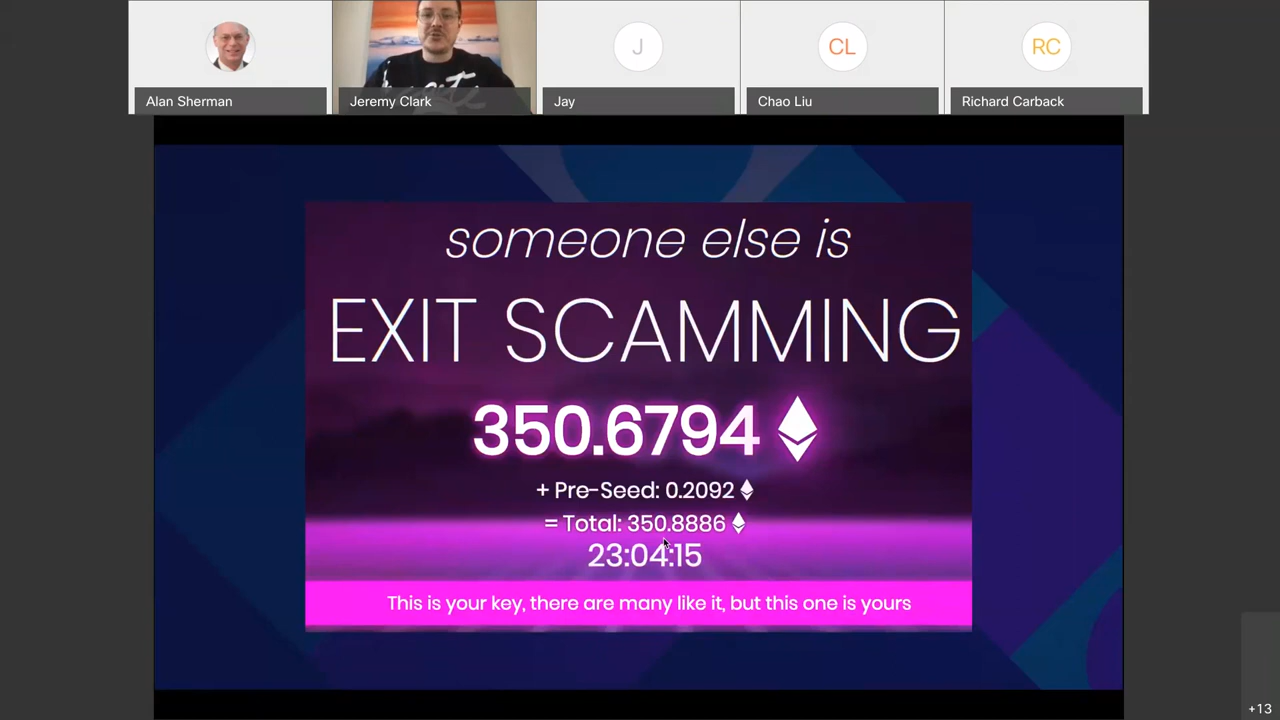 Alan Sherman
Jeremy Clark
J
Jay
CL
Chao Liu
RC
Richard Carback
someone else is
EXIT SCAMMING
350.6794
+ Pre-Seed: 0.2092
= Total: 350.8886
23:04:15
This is your key, there are many like it, but this one is yours
+13